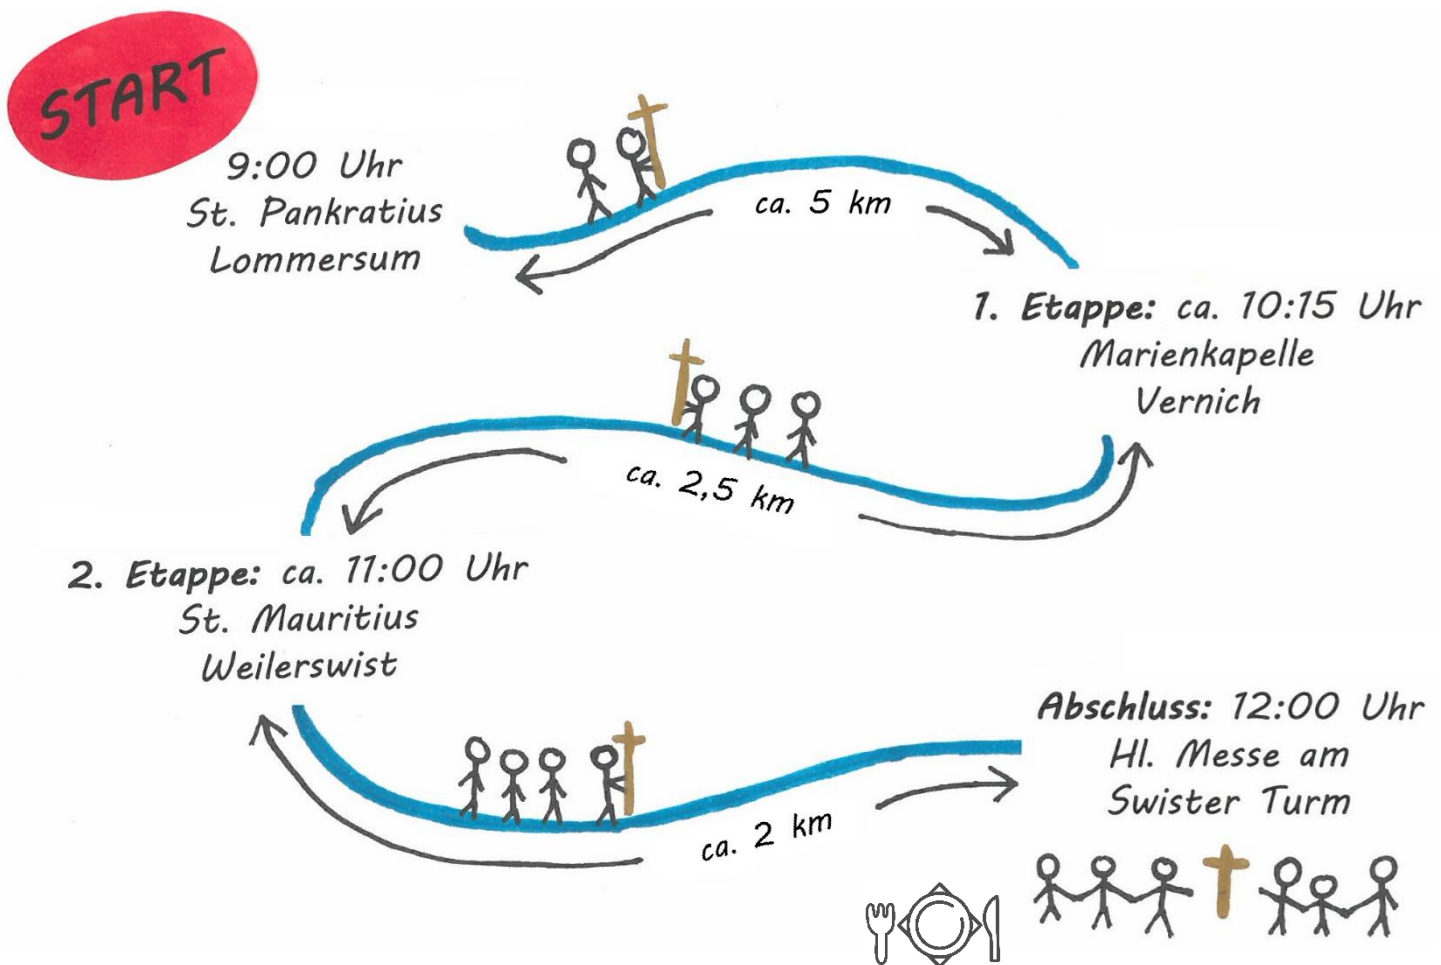 START
9:00 Uhr
St. Pankratius
Lommersum
ca. 5 km
1. Etappe: ca. 10:15 Uhr
Marienkapelle
Vernich
ca. 2,5 km
2. Etappe: ca. 11:00 Uhr
St. Mauritius
Weilerswist
ca. 2 km
Abschluss: 12:00 Uhr
Hl. Messe am
Swister Turm